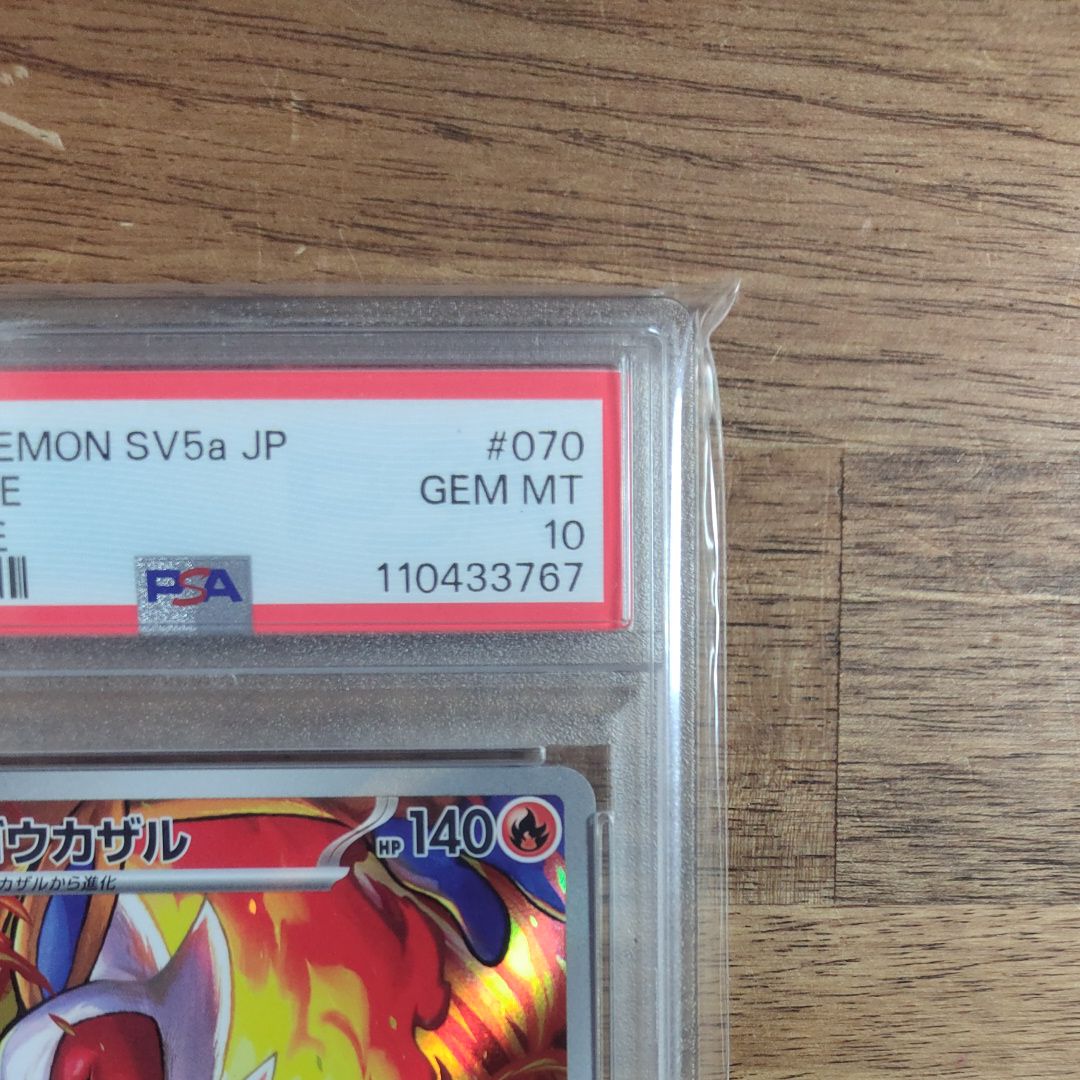 EMON SV5a JP #070
E GEM MT
E 10
PSA 110433767
ゴウカザル HP 140
カザルから進化